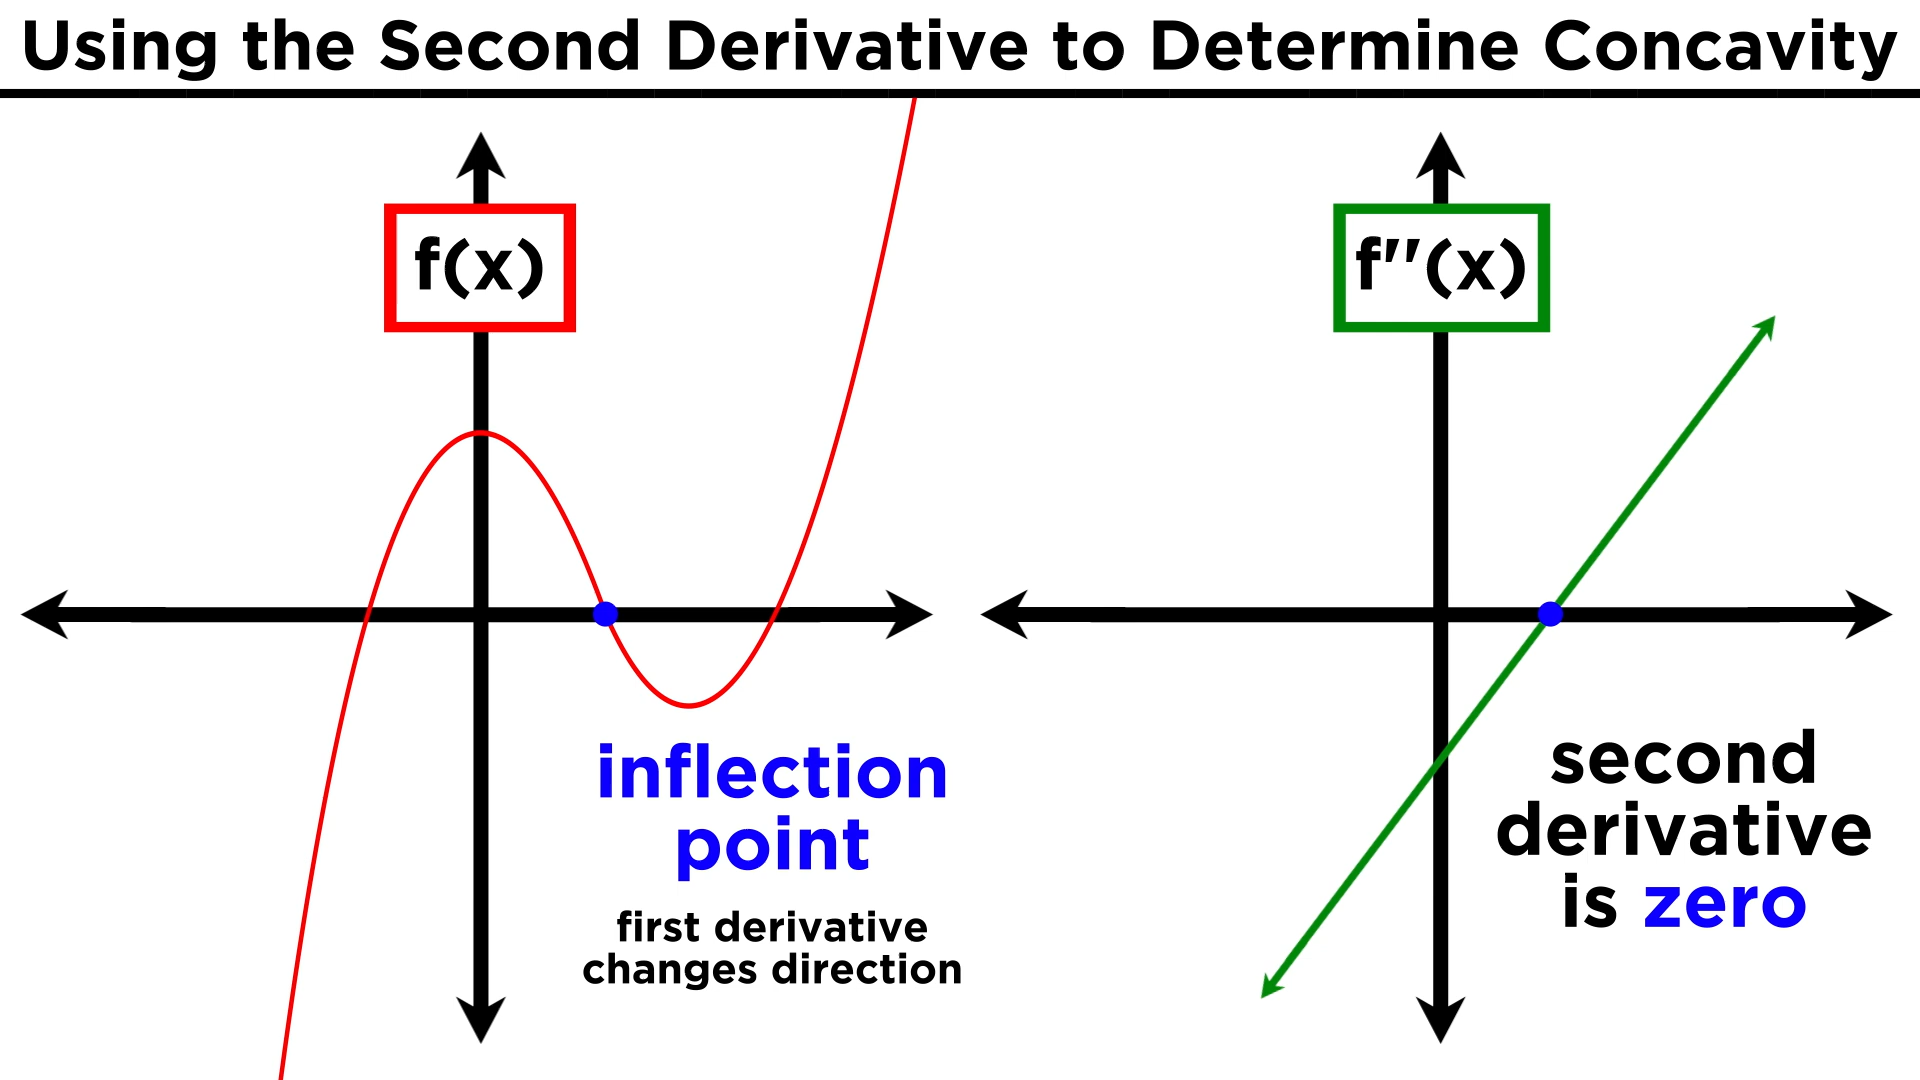 Using the Second Derivative to Determine Concavity
f(x)
inflection
point
first derivative
changes direction
f″(x)
second
derivative
is zero